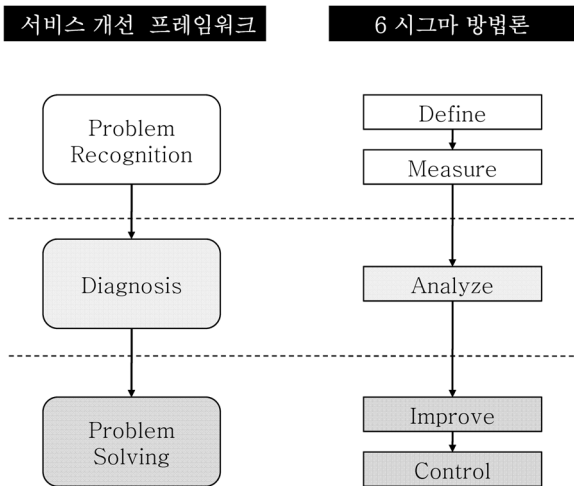 서비스 개선 프레임워크
6 시그마 방법론
Problem
Recognition
Define
Measure
Diagnosis
Analyze
Problem
Solving
Improve
Control